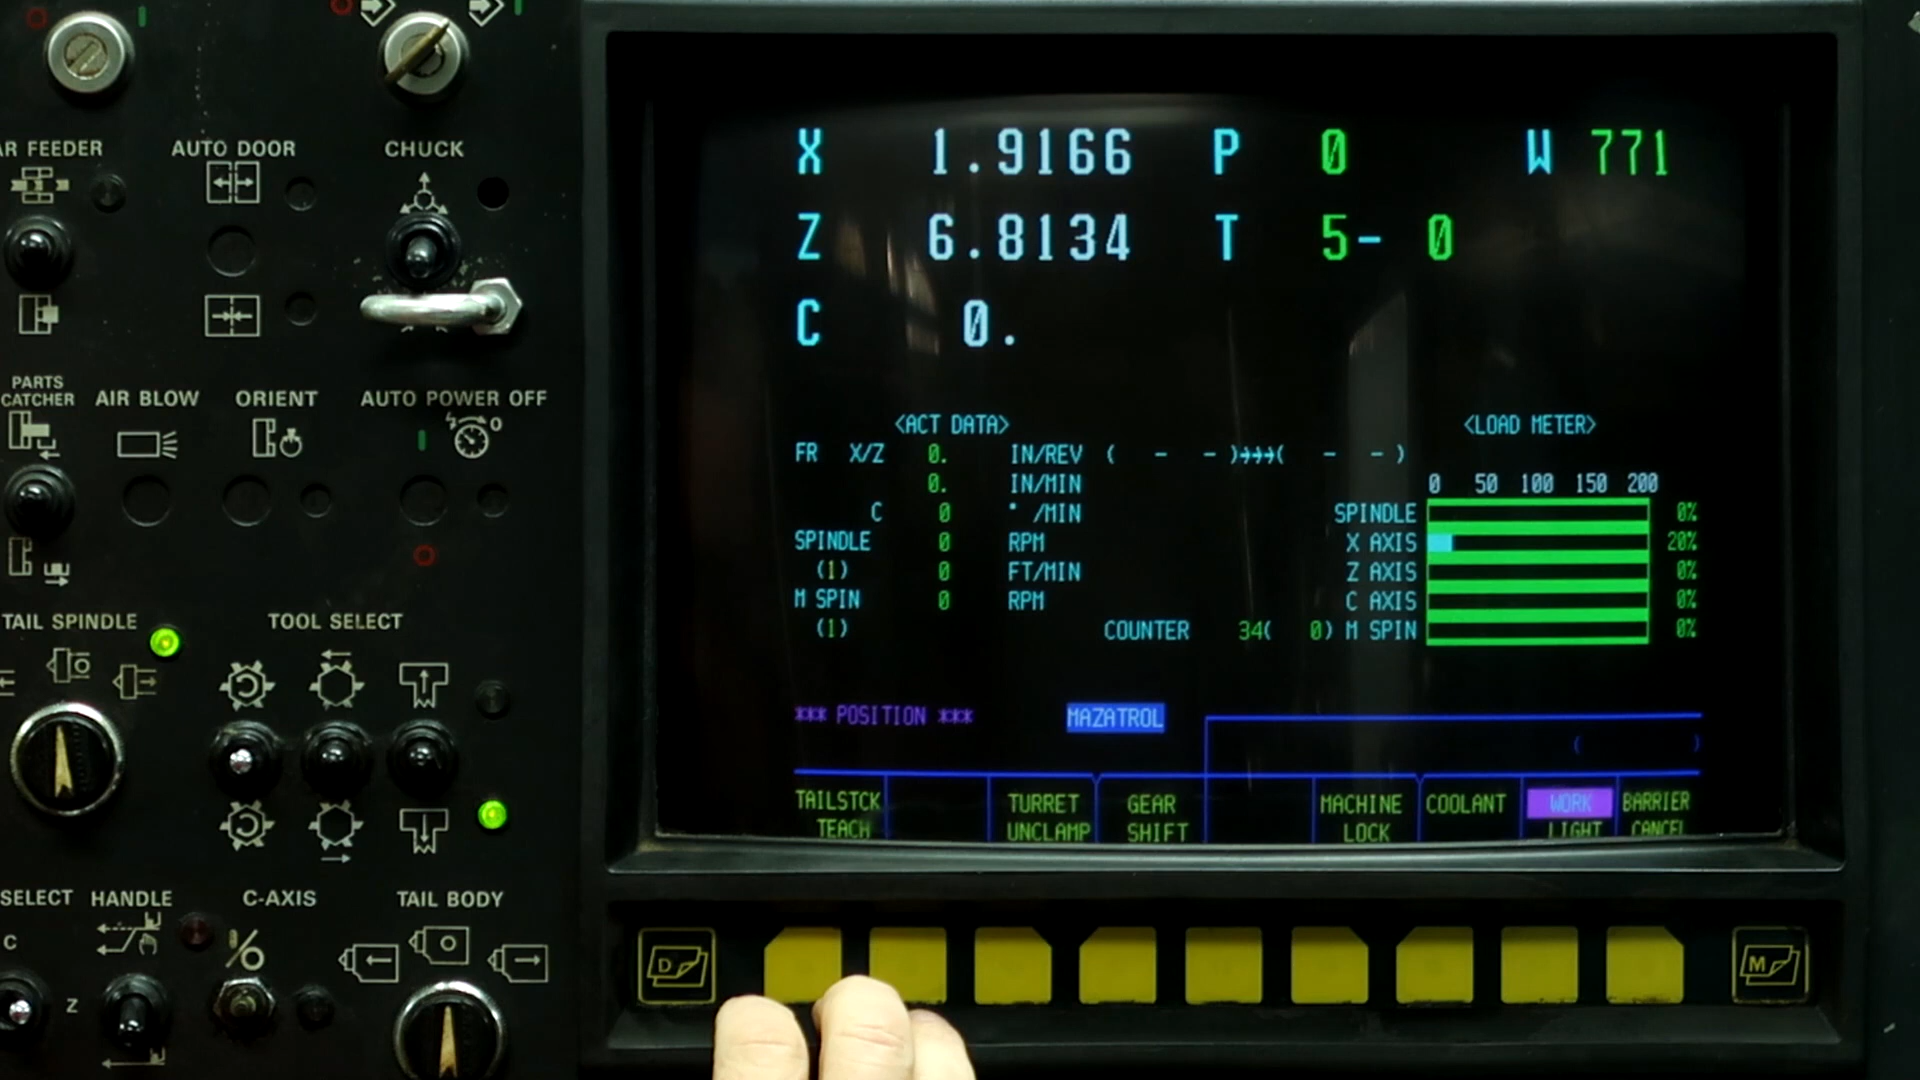 AR FEEDER
AUTO DOOR
CHUCK
PARTS
CATCHER
AIR BLOW
ORIENT
AUTO POWER OFF
TAIL SPINDLE
TOOL SELECT
SELECT
HANDLE
C-AXIS
TAIL BODY
C
Z
X 1.9166 P 0 W 771
Z 6.8134 T 5- 0
C 0.
<ACT DATA> <LOAD METER>
FR X/Z 0. IN/REV ( - - )→→→( - - )
0. IN/MIN 0 50 100 150 200
C 0 ° /MIN SPINDLE 0%
SPINDLE 0 RPM X AXIS 20%
(1) 0 FT/MIN Z AXIS 0%
M SPIN 0 RPM C AXIS 0%
(1) COUNTER 34( 0) M SPIN 0%
*** POSITION *** MAZATROL
( )
TAILSTCK TEACH
TURRET UNCLAMP
GEAR SHIFT
MACHINE LOCK
COOLANT
WORK LIGHT
BARRIER CANCEL
D
M